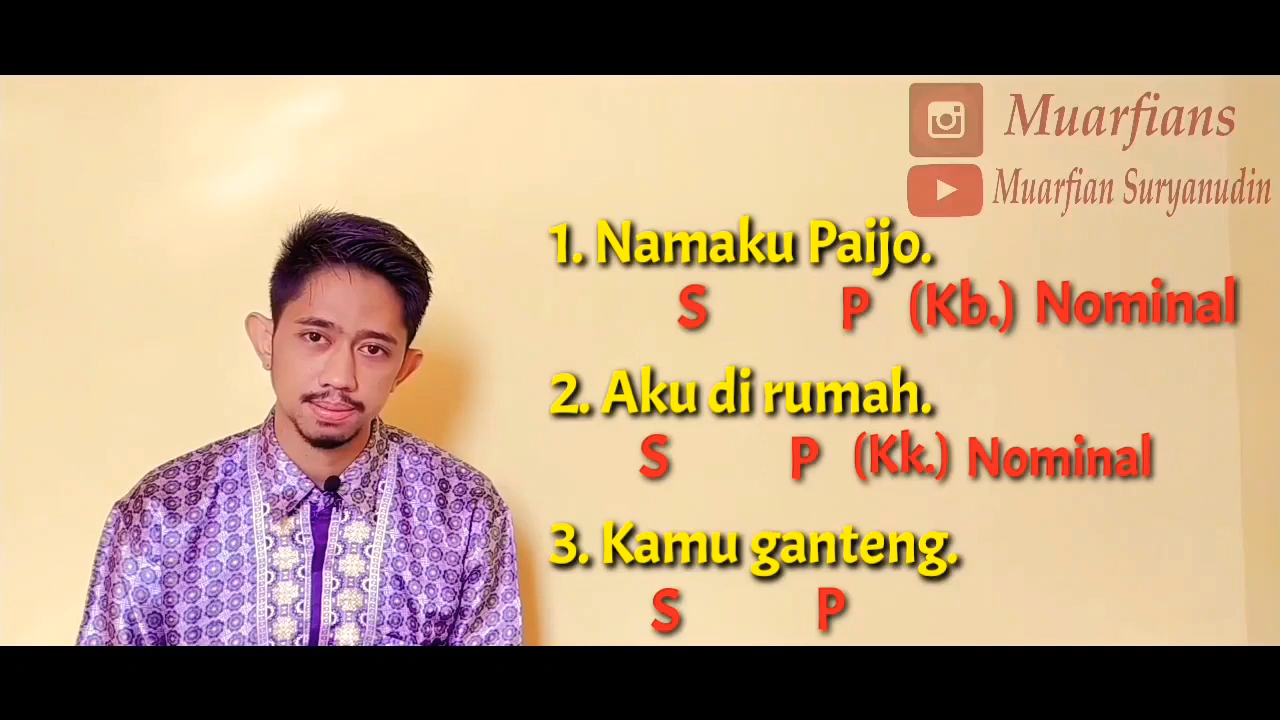 Muarfians
Muarfian Suryanudin
1. Namaku Paijo.
S P (Kb.) Nominal
2. Aku di rumah.
S P (Kk.) Nominal
3. Kamu ganteng.
S P